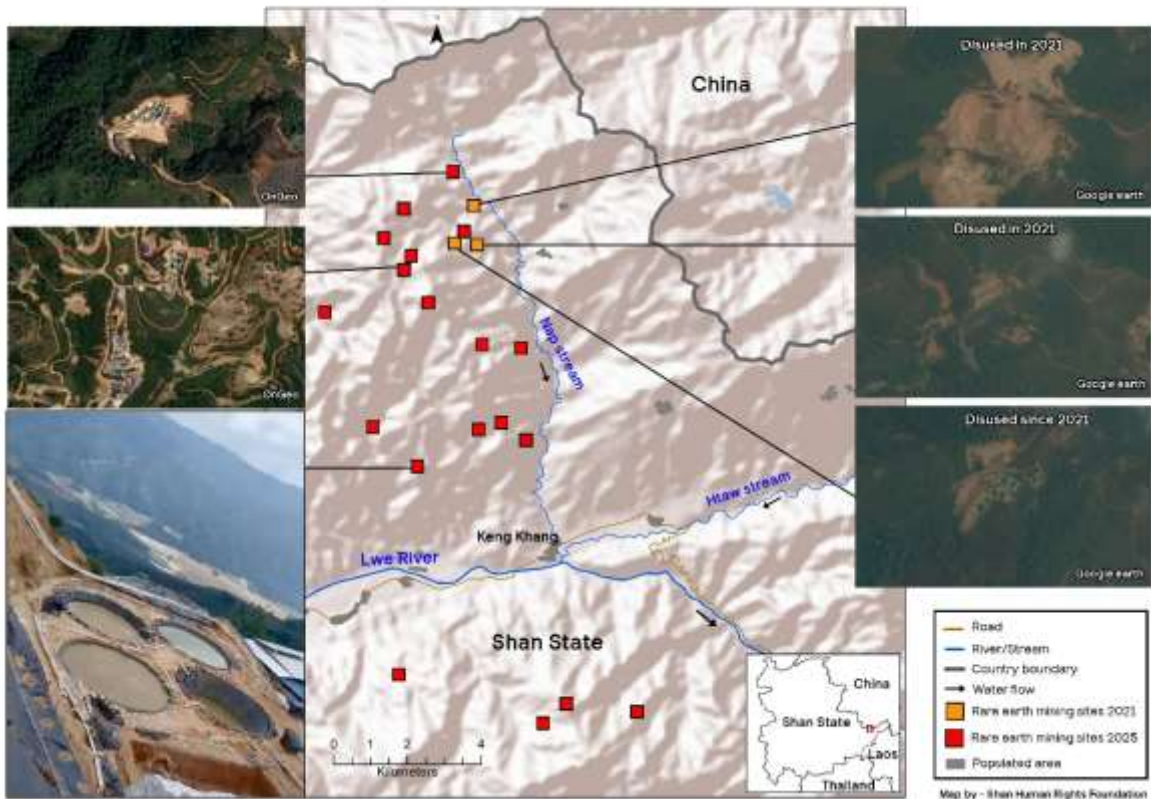 OnGeo
OnGeo
China
Nap stream
Htaw stream
Keng Khang
Lwe River
Shan State
0 2 4
Kilometers
Disused in 2021
Google earth
Disused in 2021
Google earth
Disused since 2021
Google earth
China
Shan State
Laos
Thailand
Road
River/Stream
Country boundary
Water flow
Rare earth mining sites 2021
Rare earth mining sites 2025
Populated area
Map by - Shan Human Rights Foundation